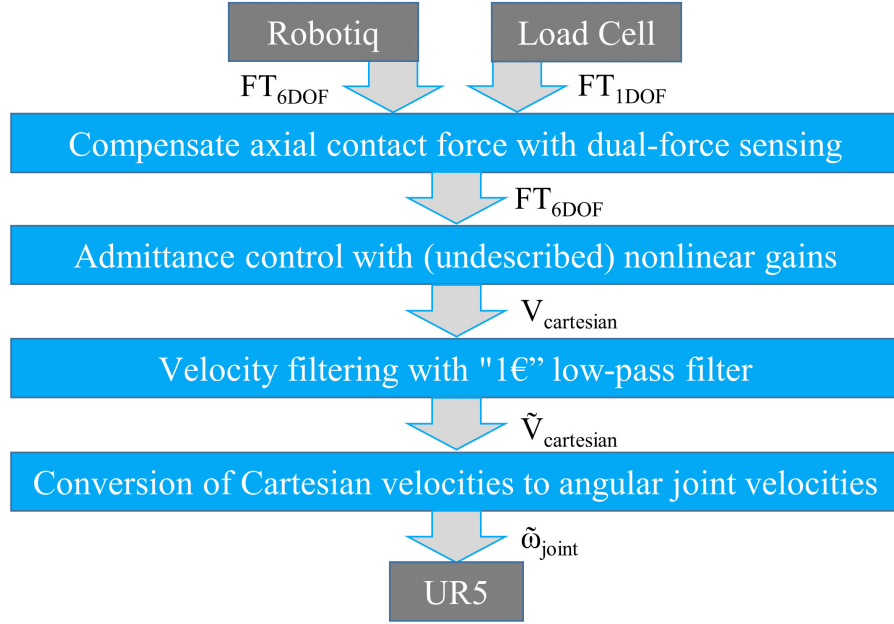 Robotiq
Load Cell
FT6DOF
FT1DOF
Compensate axial contact force with dual-force sensing
FT6DOF
Admittance control with (undescribed) nonlinear gains
Vcartesian
Velocity filtering with "1€” low-pass filter
Ṽcartesian
Conversion of Cartesian velocities to angular joint velocities
ω̃joint
UR5